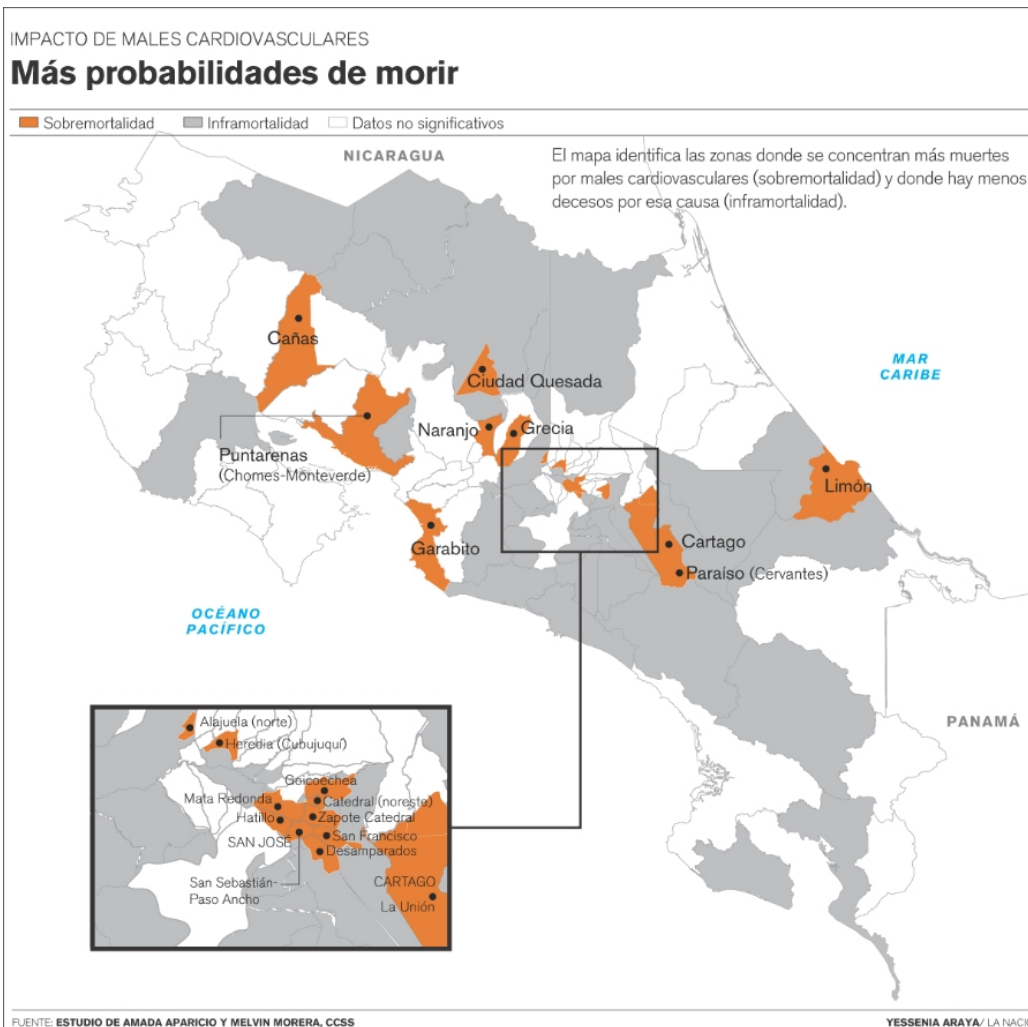 IMPACTO DE MALES CARDIOVASCULARES
Más probabilidades de morir
Sobremortalidad Inframortalidad Datos no significativos
NICARAGUA
El mapa identifica las zonas donde se concentran más muertes
por males cardiovasculares (sobremortalidad) y donde hay menos
decesos por esa causa (inframortalidad).
Cañas
Ciudad Quesada
MAR
CARIBE
Naranjo
Grecia
Puntarenas
(Chomes-Monteverde)
Limón
Garabito
Cartago
Paraíso (Cervantes)
OCÉANO
PACÍFICO
PANAMÁ
Alajuela (norte)
Heredia (Cubujuquí)
Goicoechea
Mata Redonda
Catedral (noreste)
Hatillo
Zapote Catedral
SAN JOSÉ
San Francisco
Desamparados
San Sebastián-
Paso Ancho
CARTAGO
La Unión
FUENTE: ESTUDIO DE AMADA APARICIO Y MELVIN MORERA, CCSS
YESSENIA ARAYA/ LA NACI